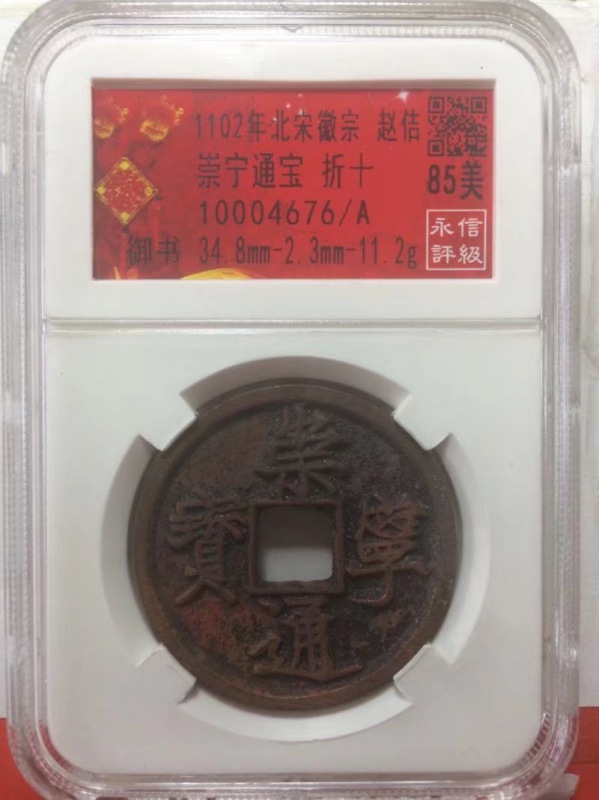 1102年北宋徽宗 赵佶
崇宁通宝 折十
85美
10004676/A
御书 34.8mm-2.3mm-11.2g
永信
評級
崇
寧
通
寶